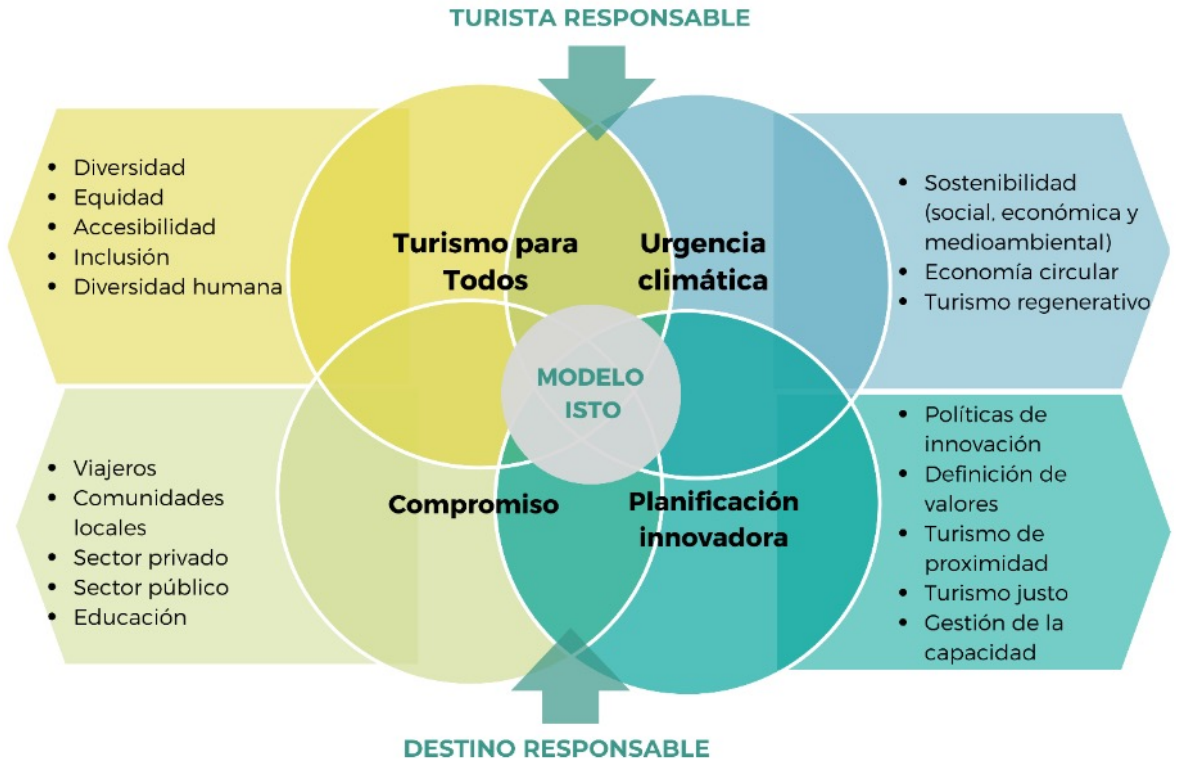 TURISTA RESPONSABLE
• Diversidad
• Equidad
• Accesibilidad
• Inclusión
• Diversidad humana
Turismo para
Todos
Urgencia
climática
• Sostenibilidad
(social, económica y
medioambiental)
• Economía circular
• Turismo regenerativo
MODELO
ISTO
• Viajeros
• Comunidades
locales
• Sector privado
• Sector público
• Educación
Compromiso
Planificación
innovadora
• Políticas de
innovación
• Definición de
valores
• Turismo de
proximidad
• Turismo justo
• Gestión de la
capacidad
DESTINO RESPONSABLE